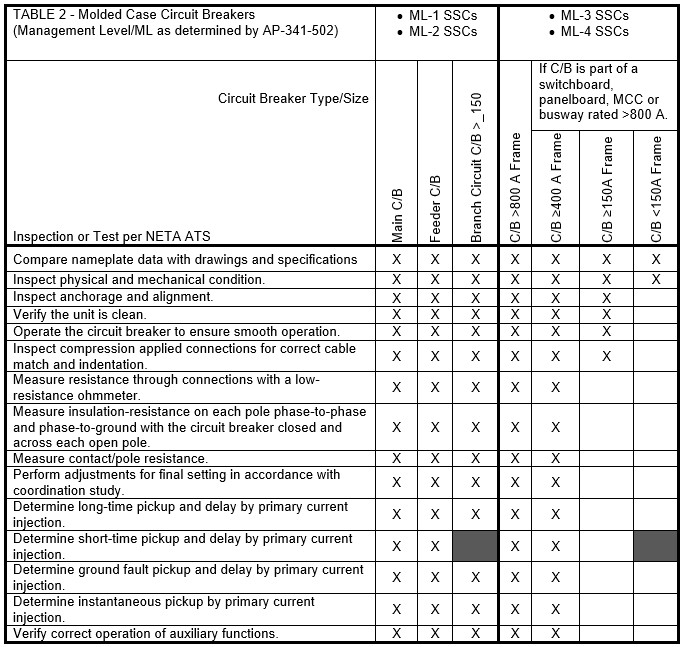 TABLE 2 - Molded Case Circuit Breakers
(Management Level/ML as determined by AP-341-502)
• ML-1 SSCs
• ML-2 SSCs
• ML-3 SSCs
• ML-4 SSCs
Circuit Breaker Type/Size
Inspection or Test per NETA ATS
Main C/B
Feeder C/B
Branch Circuit C/B >_150
C/B >800 A Frame
If C/B is part of a
switchboard,
panelboard, MCC or
busway rated >800 A.
C/B ≥400 A Frame
C/B ≥150A Frame
C/B <150A Frame
Compare nameplate data with drawings and specifications X X X X X X X
Inspect physical and mechanical condition. X X X X X X X
Inspect anchorage and alignment. X X X X X X
Verify the unit is clean. X X X X X X
Operate the circuit breaker to ensure smooth operation. X X X X X X
Inspect compression applied connections for correct cable
match and indentation. X X X X X X
Measure resistance through connections with a low-
resistance ohmmeter. X X X X X
Measure insulation-resistance on each pole phase-to-phase
and phase-to-ground with the circuit breaker closed and
across each open pole. X X X X X
Measure contact/pole resistance. X X X X X
Perform adjustments for final setting in accordance with
coordination study. X X X X X
Determine long-time pickup and delay by primary current
injection. X X X X X
Determine short-time pickup and delay by primary current
injection. X X X X
Determine ground fault pickup and delay by primary current
injection. X X X X X
Determine instantaneous pickup by primary current
injection. X X X X X
Verify correct operation of auxiliary functions. X X X X X